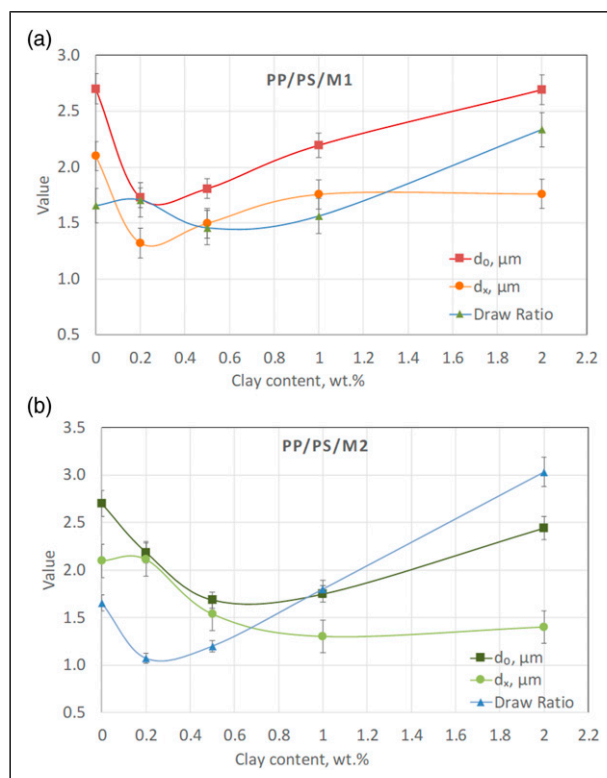 (a)
PP/PS/M1
3.0
2.5
2.0
1.5
1.0
0.5
Value
d₀, µm
dₓ, µm
Draw Ratio
0 0.2 0.4 0.6 0.8 1 1.2 1.4 1.6 1.8 2 2.2
Clay content, wt.%
(b)
PP/PS/M2
3.5
3.0
2.5
2.0
1.5
1.0
0.5
Value
d₀, µm
dₓ, µm
Draw Ratio
0 0.2 0.4 0.6 0.8 1 1.2 1.4 1.6 1.8 2 2.2
Clay content, wt.%